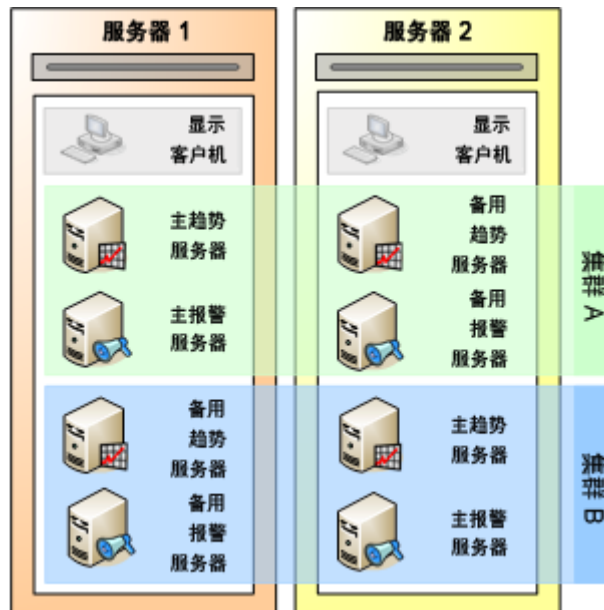 服务器 1
显示
客户机
主趋势
服务器
主报警
服务器
备用
趋势
服务器
备用
报警
服务器
服务器 2
显示
客户机
备用
趋势
服务器
备用
报警
服务器
主趋势
服务器
主报警
服务器
集群 A
集群 B